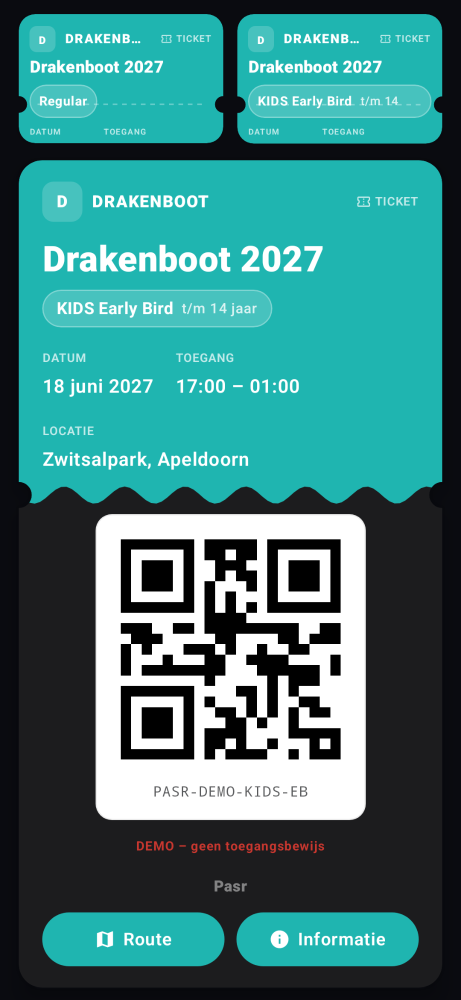 D DRAKENB… TICKET
Drakenboot 2027
Regular
DATUM TOEGANG
D DRAKENB… TICKET
Drakenboot 2027
KIDS Early Bird t/m 14
DATUM TOEGANG
D DRAKENBOOT TICKET
Drakenboot 2027
KIDS Early Bird t/m 14 jaar
DATUM TOEGANG
18 juni 2027 17:00 – 01:00
LOCATIE
Zwitsalpark, Apeldoorn
PASR-DEMO-KIDS-EB
DEMO – geen toegangsbewijs
Pasr
Route Informatie